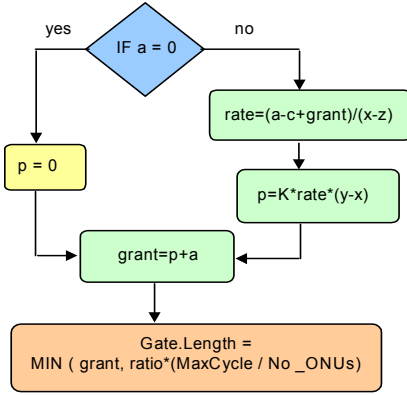 yes
IF a = 0
no
rate=(a-c+grant)/(x-z)
p = 0
p=K*rate*(y-x)
grant=p+a
Gate.Length =
MIN ( grant, ratio*(MaxCycle / No _ONUs)